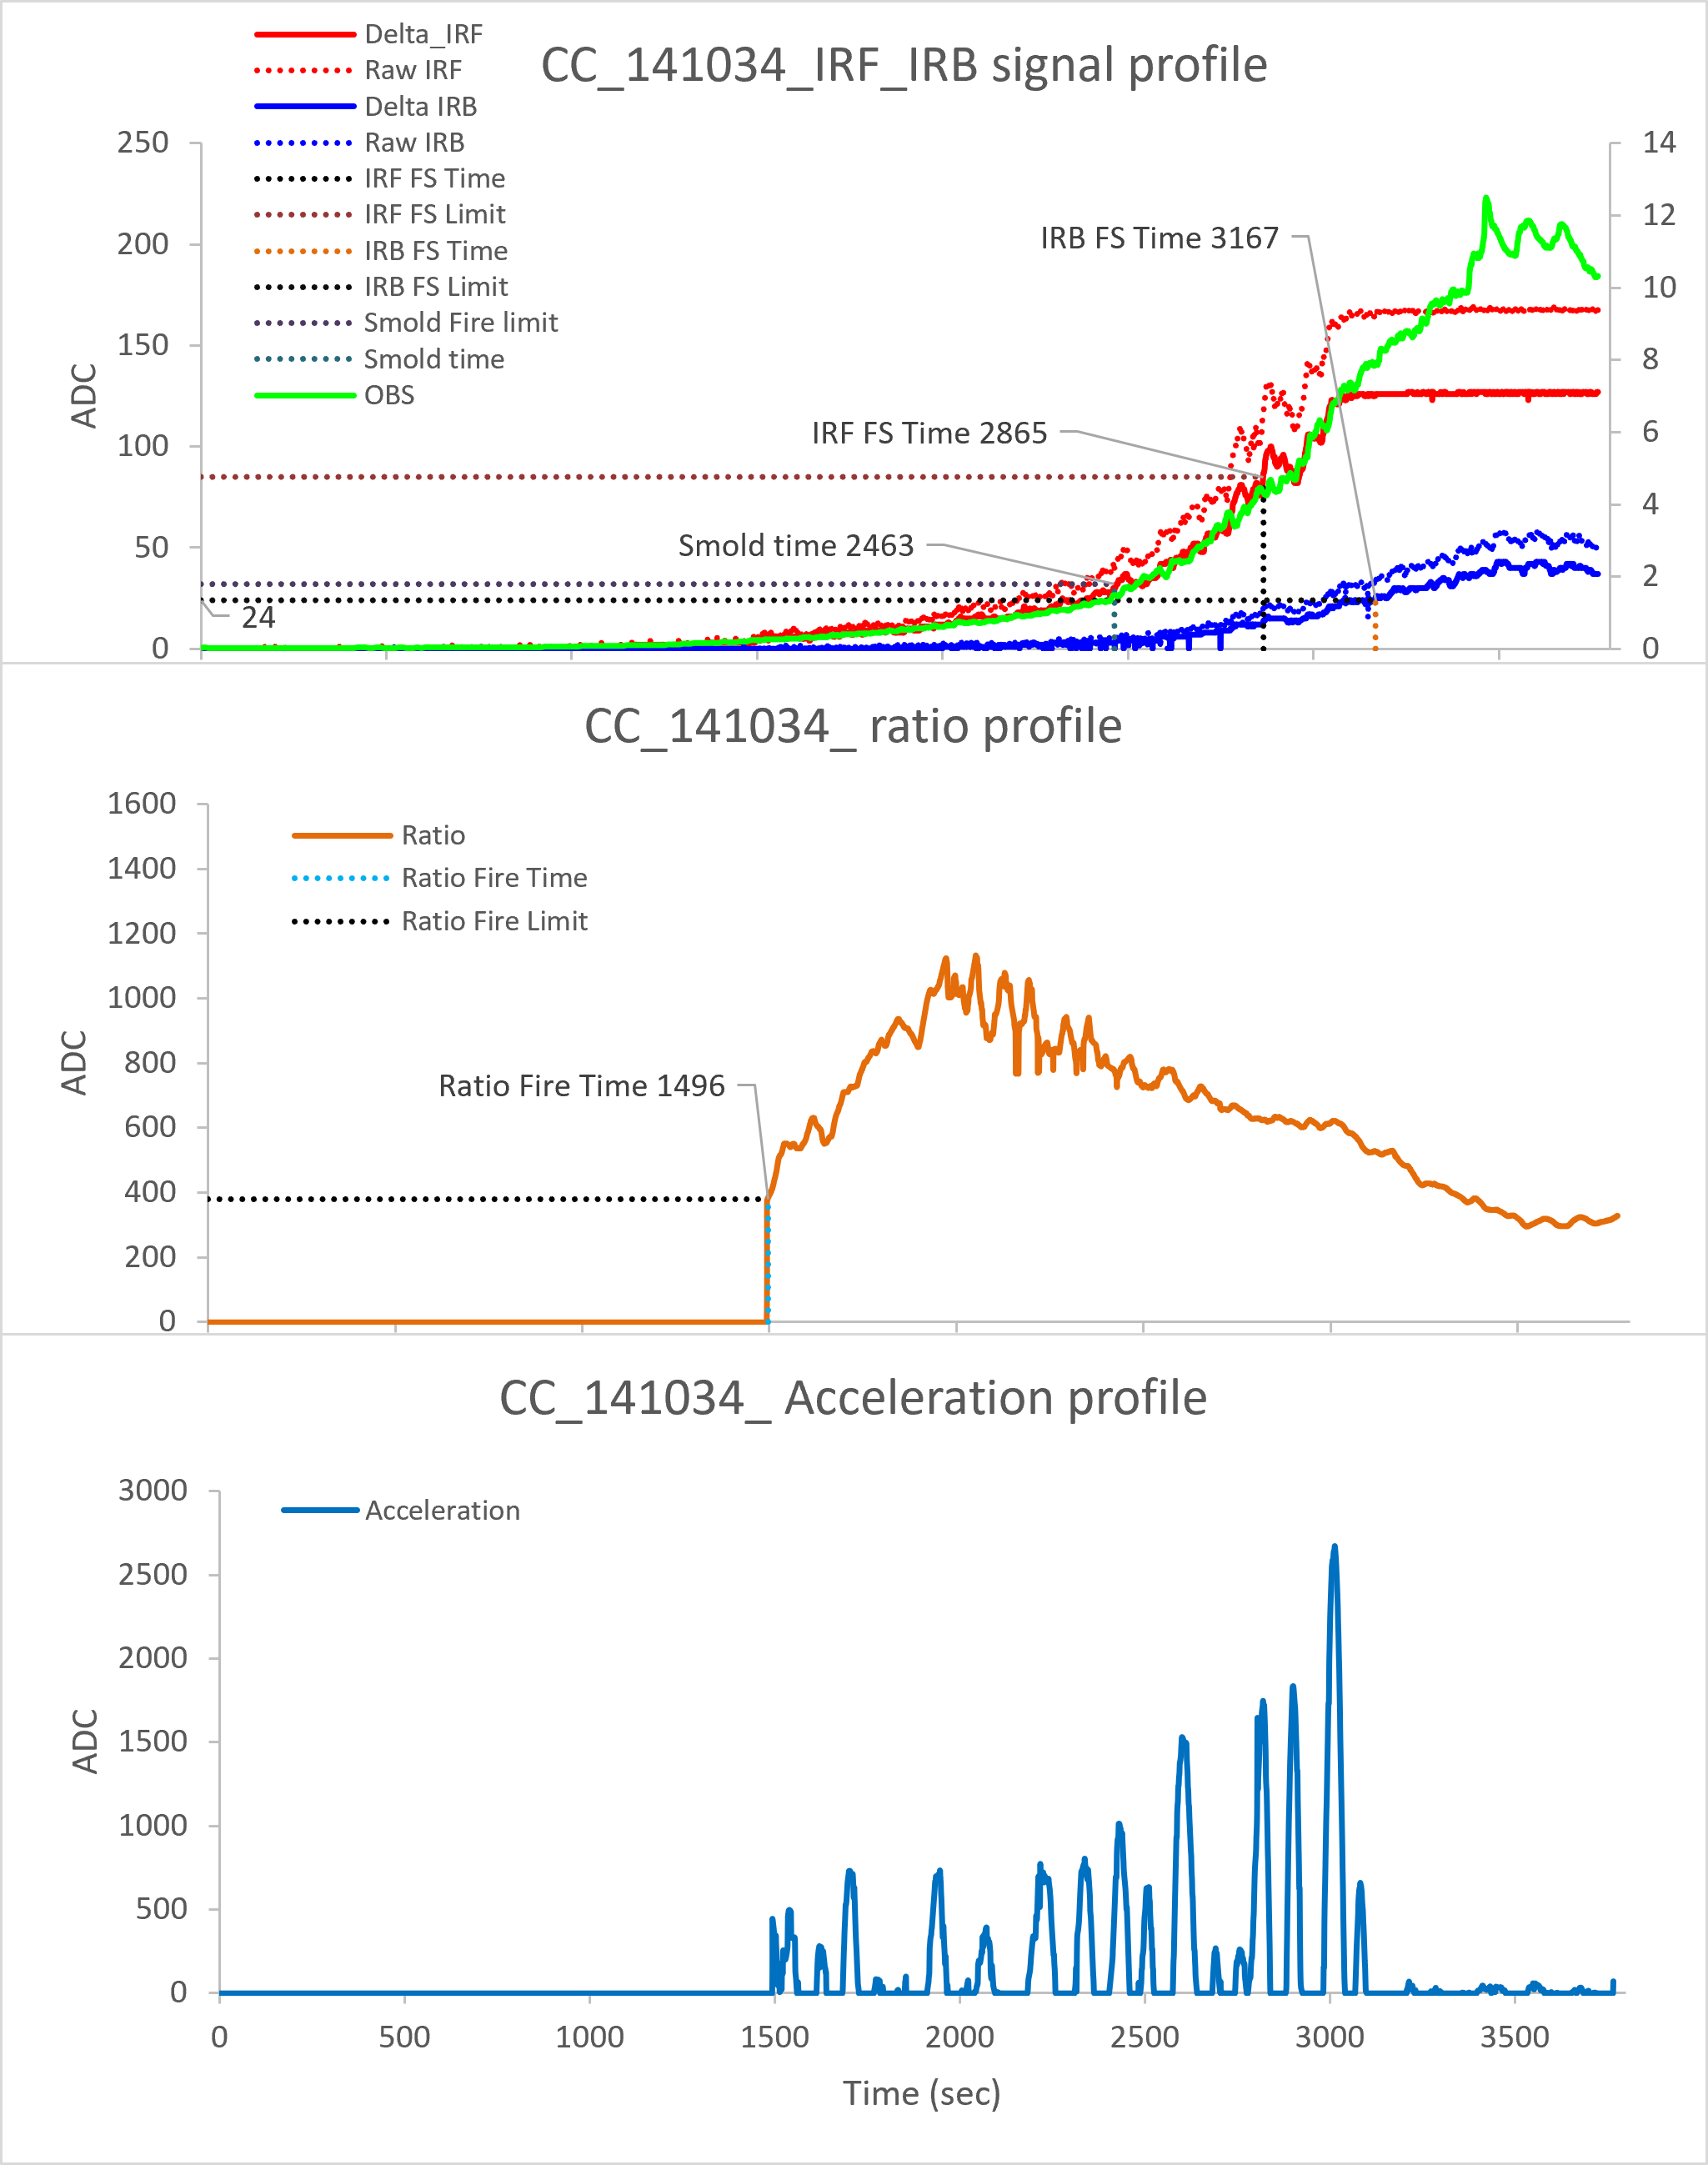 CC_141034_IRF_IRB signal profile
Delta_IRF
Raw IRF
Delta IRB
Raw IRB
IRF FS Time
IRF FS Limit
IRB FS Time
IRB FS Limit
Smold Fire limit
Smold time
OBS
ADC
250
200
150
100
50
0
14
12
10
8
6
4
2
0
IRB FS Time 3167
IRF FS Time 2865
Smold time 2463
24
CC_141034_ ratio profile
Ratio
Ratio Fire Time
Ratio Fire Limit
ADC
1600
1400
1200
1000
800
600
400
200
0
Ratio Fire Time 1496
CC_141034_ Acceleration profile
Acceleration
ADC
3000
2500
2000
1500
1000
500
0
0 500 1000 1500 2000 2500 3000 3500
Time (sec)